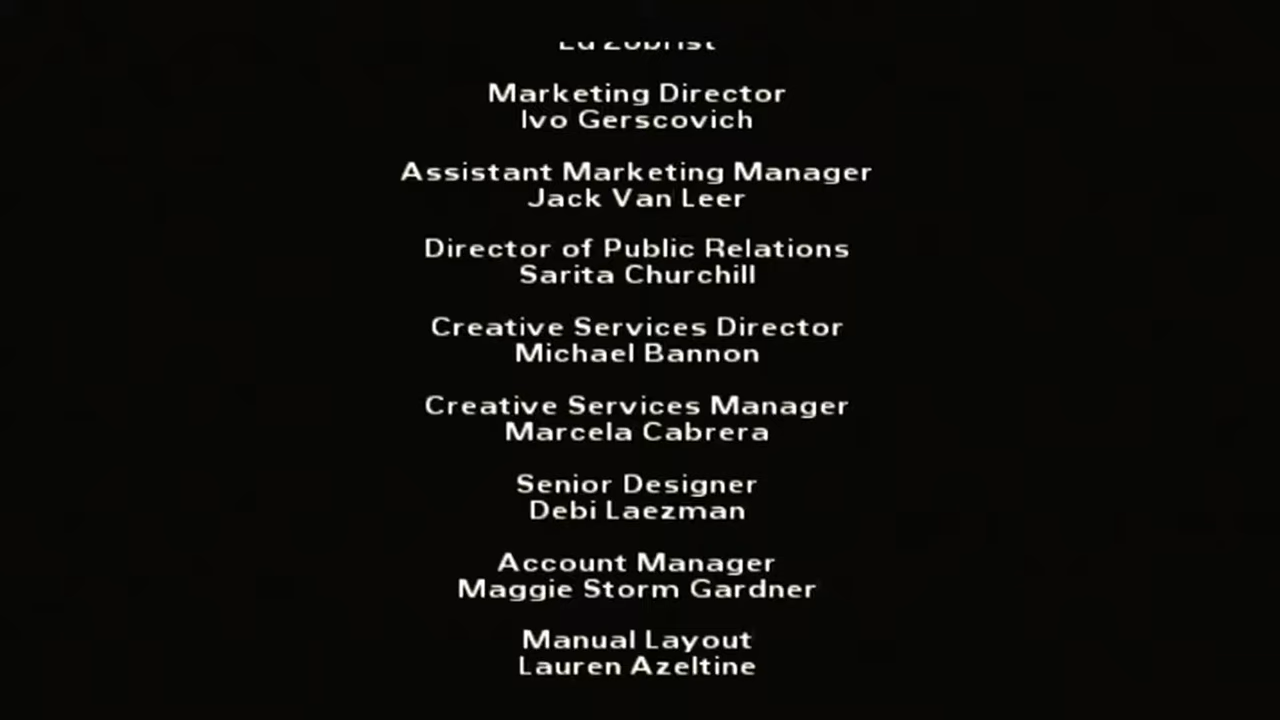 Ed Zobrist
Marketing Director
Ivo Gerscovich
Assistant Marketing Manager
Jack Van Leer
Director of Public Relations
Sarita Churchill
Creative Services Director
Michael Bannon
Creative Services Manager
Marcela Cabrera
Senior Designer
Debi Laezman
Account Manager
Maggie Storm Gardner
Manual Layout
Lauren Azeltine